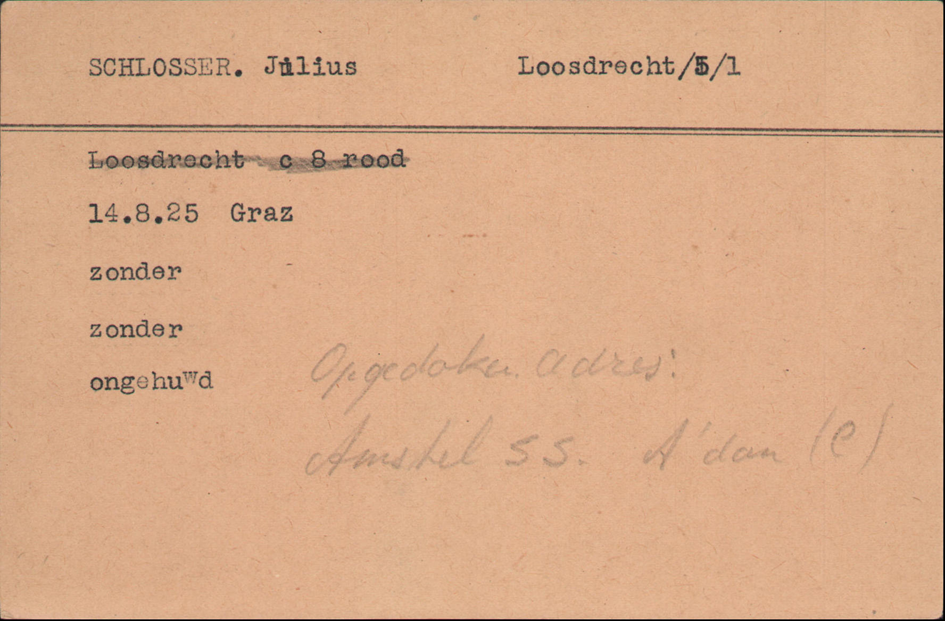 SCHLOSSER. Julius Loosdrecht/5/1
Loosdrecht c 8 rood
14.8.25 Graz
zonder
zonder
ongehuwd
Opgedoken adres:
Amstel 55. A'dam (C)